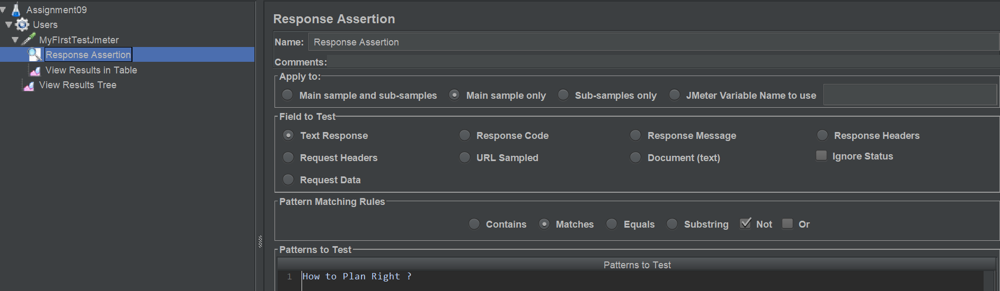 Assignment09
Users
MyFIrstTestJmeter
Response Assertion
View Results in Table
View Results Tree
Response Assertion
Name: Response Assertion
Comments:
Apply to:
Main sample and sub-samples Main sample only Sub-samples only JMeter Variable Name to use
Field to Test
Text Response Response Code Response Message Response Headers
Request Headers URL Sampled Document (text) Ignore Status
Request Data
Pattern Matching Rules
Contains Matches Equals Substring Not Or
Patterns to Test
Patterns to Test
1 How to Plan Right ?